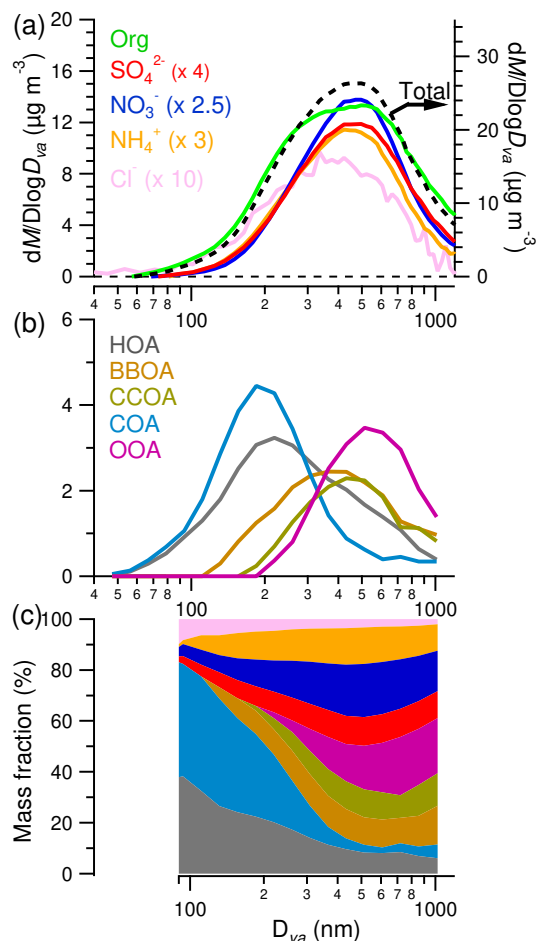 (a)
20
16
12
8
4
0
dM/DlogDva (µg m-3)
Org
SO4 2- (x 4)
NO3- (x 2.5)
NH4+ (x 3)
Cl- (x 10)
Total
30
20
10
0
dM/DlogDva (µg m-3)
4 5 6 7 8 100 2 3 4 5 6 7 8 1000
(b)
6
4
2
0
HOA
BBOA
CCOA
COA
OOA
4 5 6 7 8 100 2 3 4 5 6 7 8 1000
(c)
100
80
60
40
20
0
Mass fraction (%)
100 2 3 4 5 6 7 8 1000
Dva (nm)